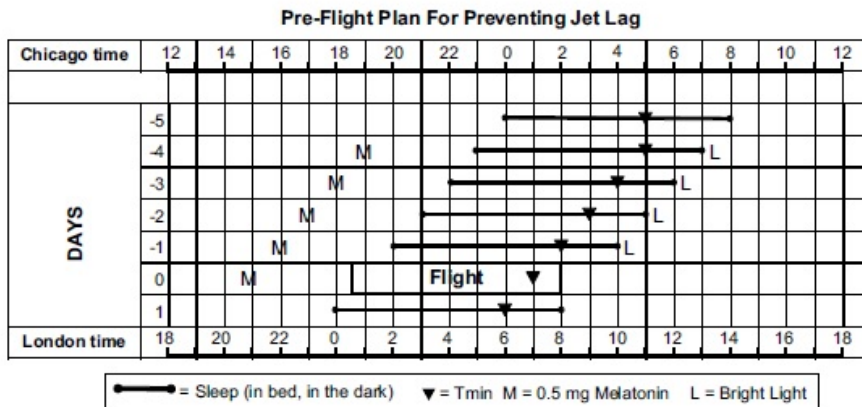 Pre-Flight Plan For Preventing Jet Lag
Chicago time 12 14 16 18 20 22 0 2 4 6 8 10 12
DAYS
-5
-4 M L
-3 M L
-2 M L
-1 M L
0 M Flight
1
London time 18 20 22 0 2 4 6 8 10 12 14 16 18
= Sleep (in bed, in the dark) ▼ = Tmin M = 0.5 mg Melatonin L = Bright Light